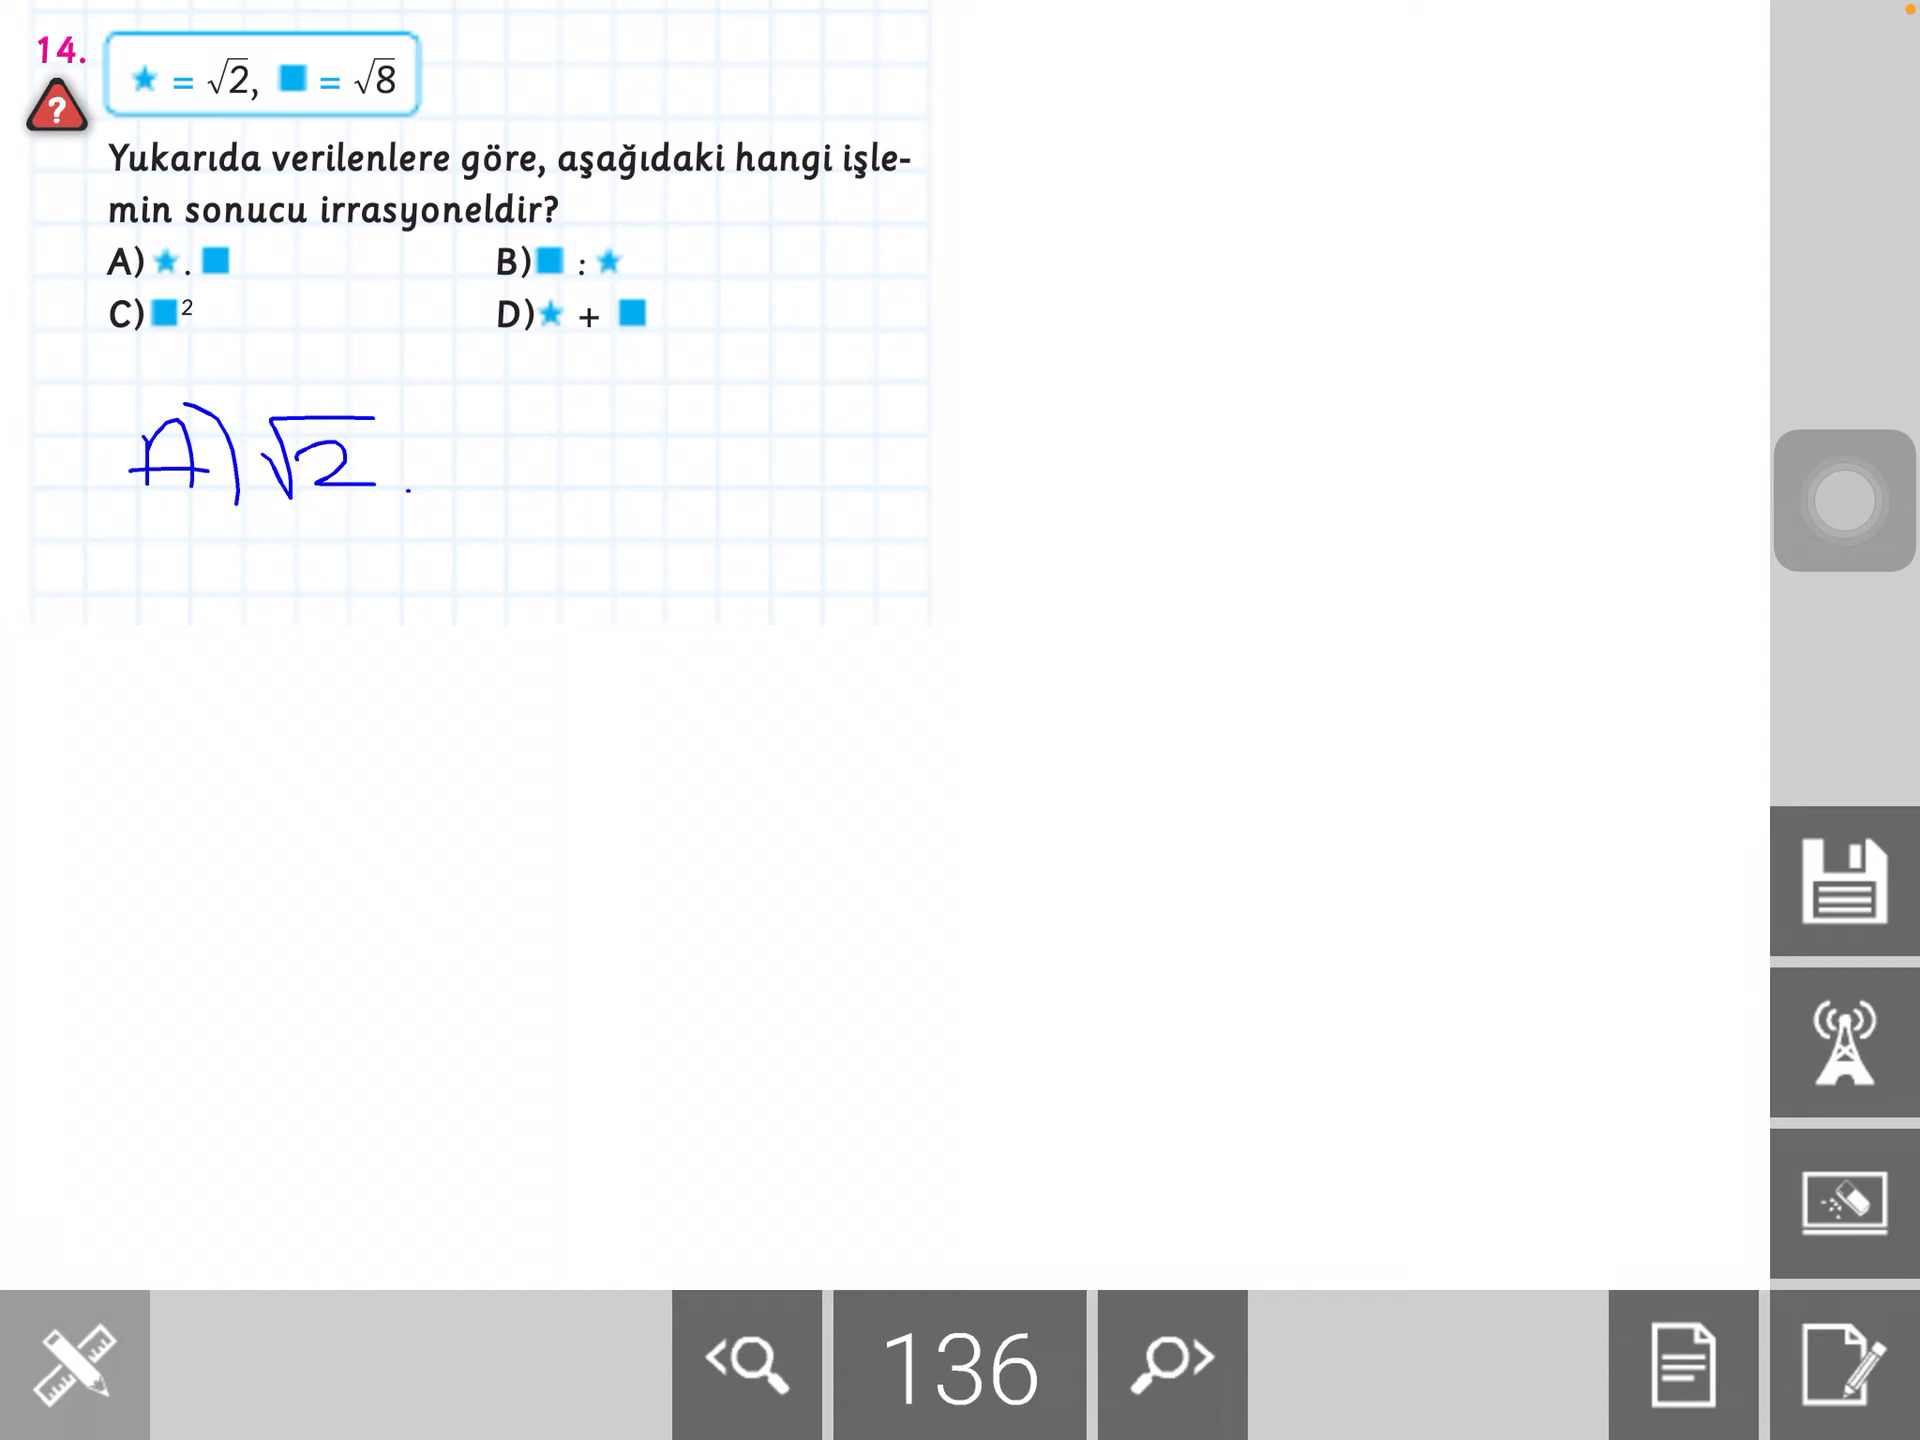 14.
★ = √2, ■ = √8
?
Yukarıda verilenlere göre, aşağıdaki hangi işle-
min sonucu irrasyoneldir?
A) ★ . ■ B) ■ : ★
C) ■² D) ★ + ■
A) √2 .
136